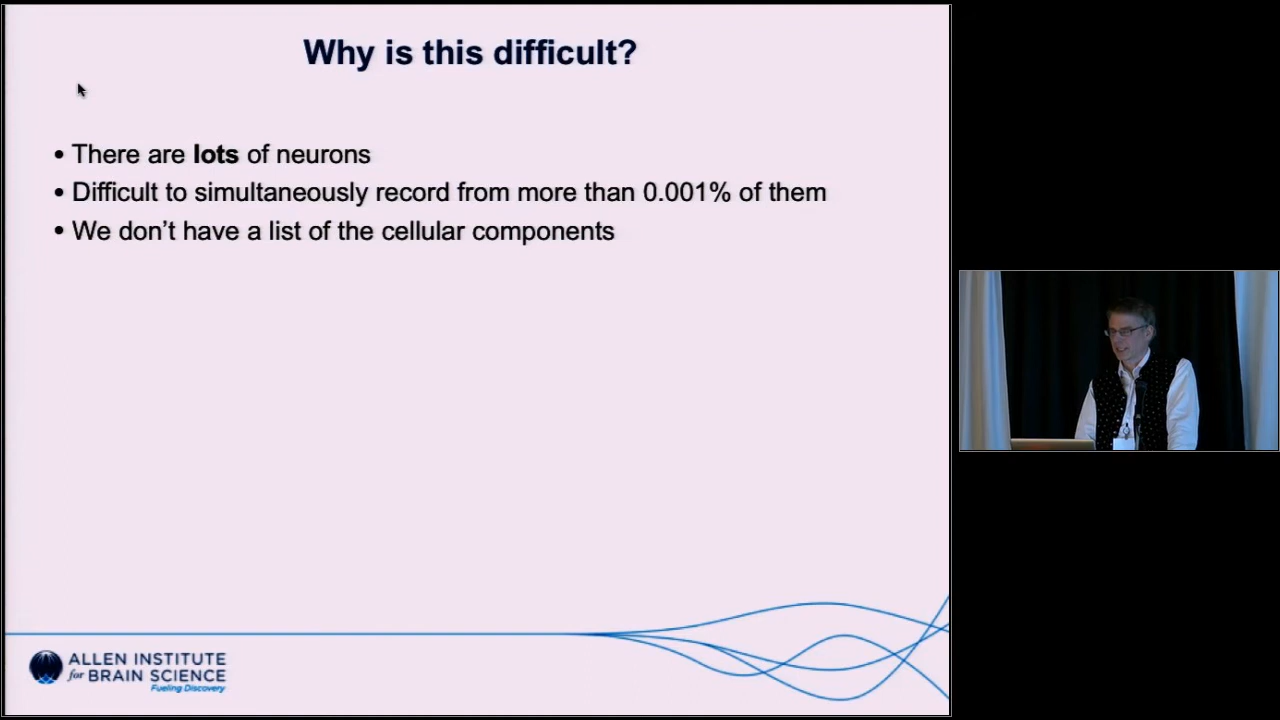 Why is this difficult?
• There are lots of neurons
• Difficult to simultaneously record from more than 0.001% of them
• We don't have a list of the cellular components
ALLEN INSTITUTE
for BRAIN SCIENCE
Fueling Discovery